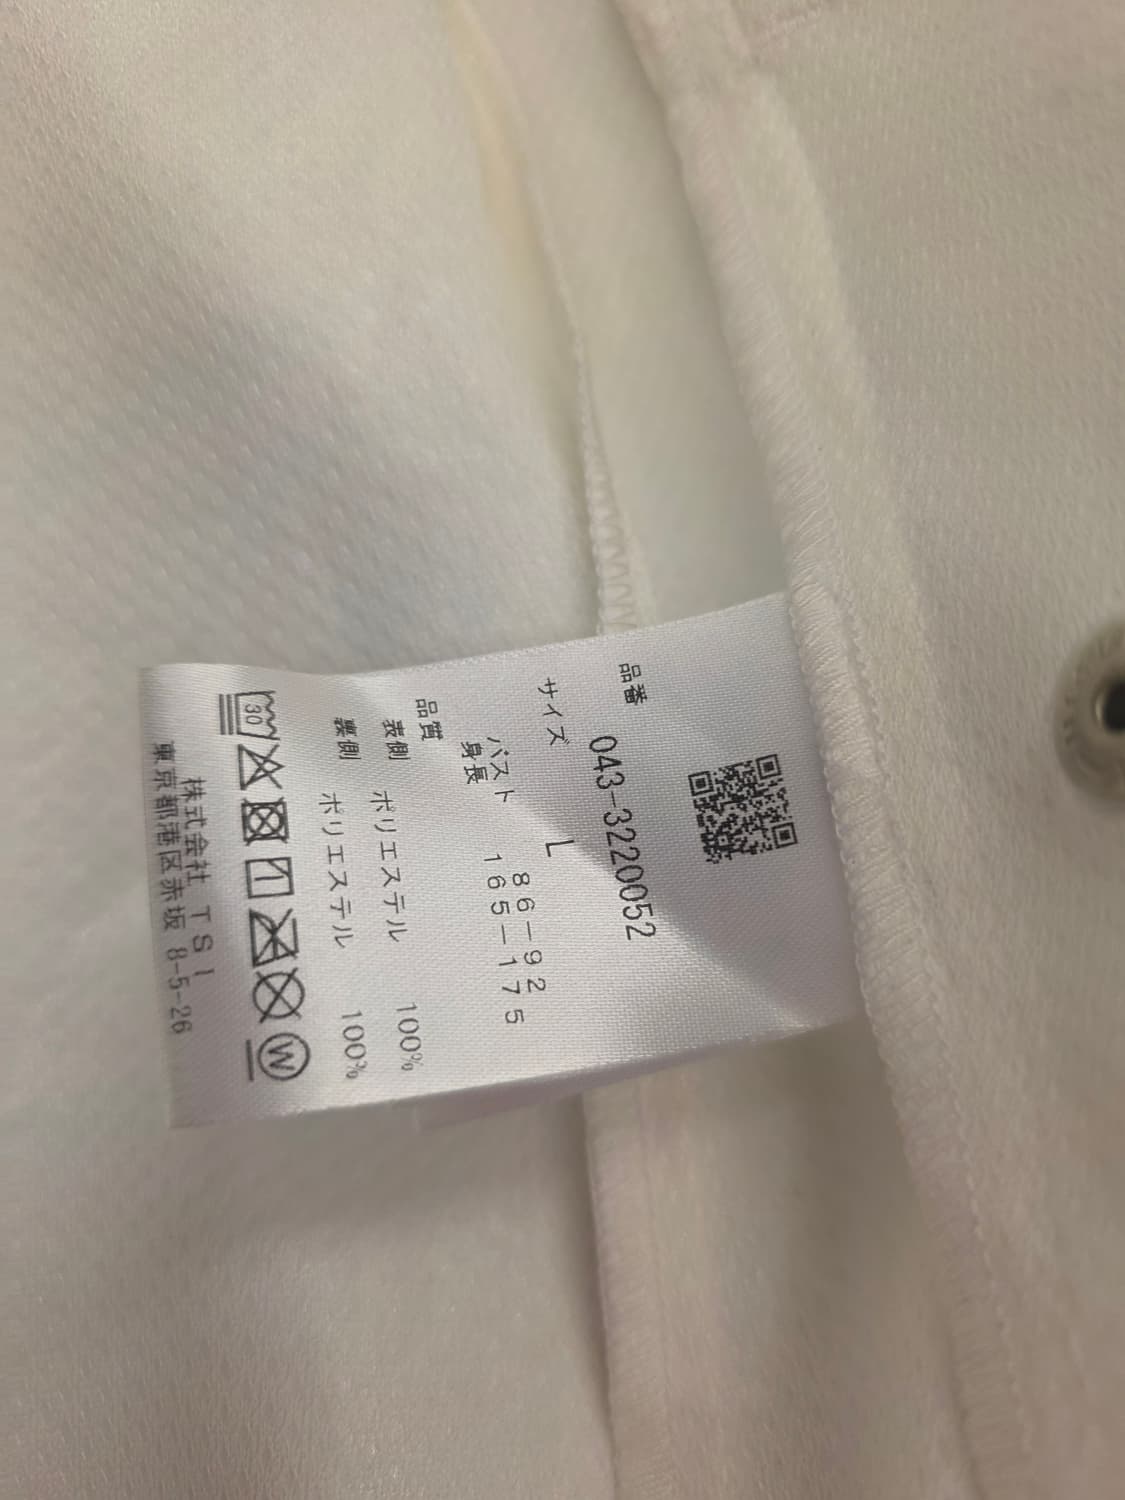 品番
043-3220052
サイズ L
バスト 86-92
身長 165-175
品質
表側 ポリエステル 100%
裏側 ポリエステル 100%
30
W
株式会社 TSI
東京都港区赤坂 8-5-26